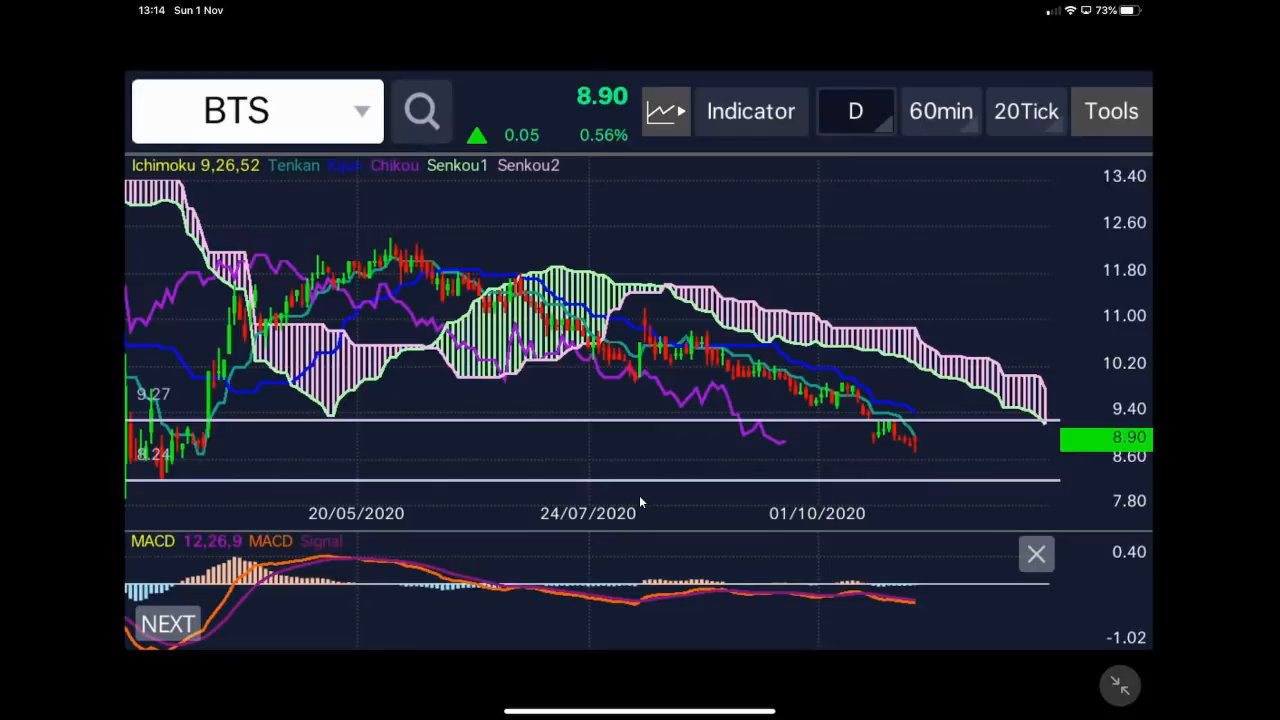 13:14 Sun 1 Nov
73%
BTS
8.90
0.05 0.56%
Indicator
D
60min
20Tick
Tools
Ichimoku 9,26,52 Tenkan Kijun Chikou Senkou1 Senkou2
13.40
12.60
11.80
11.00
10.20
9.40
8.90
8.60
7.80
9.27
8.24
20/05/2020
24/07/2020
01/10/2020
MACD 12,26,9 MACD Signal
0.40
NEXT
-1.02